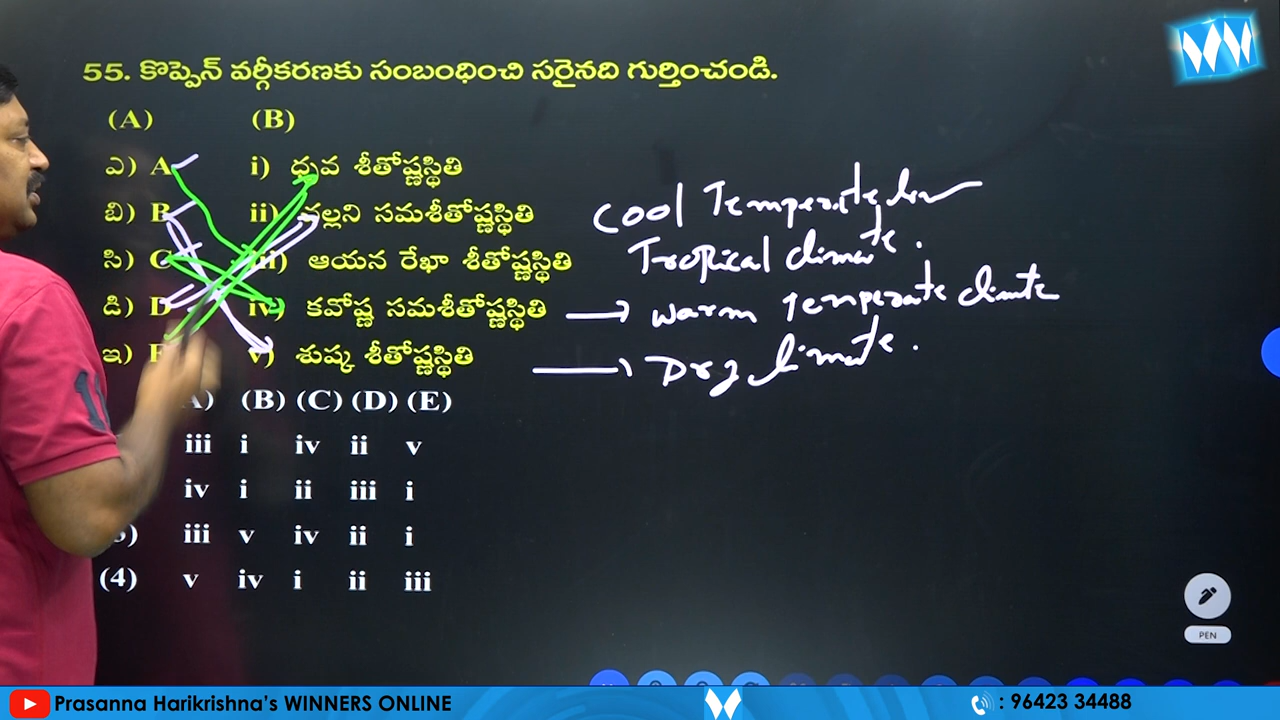 55. కొప్పెన్ వర్గీకరణకు సంబంధించి సరైనది గుర్తించండి.
(A) (B)
ఎ) A i) ధ్రువ శీతోష్ణస్థితి
బి) B ii) చల్లని సమశీతోష్ణస్థితి
సి) C iii) ఆయన రేఖా శీతోష్ణస్థితి
డి) D iv) కవోష్ణ సమశీతోష్ణస్థితి
ఇ) E v) శుష్క శీతోష్ణస్థితి
Cool Temperate
Tropical climate.
→ Warm Temperate climate
→ Dry climate.
A) (B) (C) (D) (E)
iii i iv ii v
iv i ii iii i
3) iii v iv ii i
(4) v iv i ii iii
PEN
Prasanna Harikrishna's WINNERS ONLINE
W
: 96423 34488